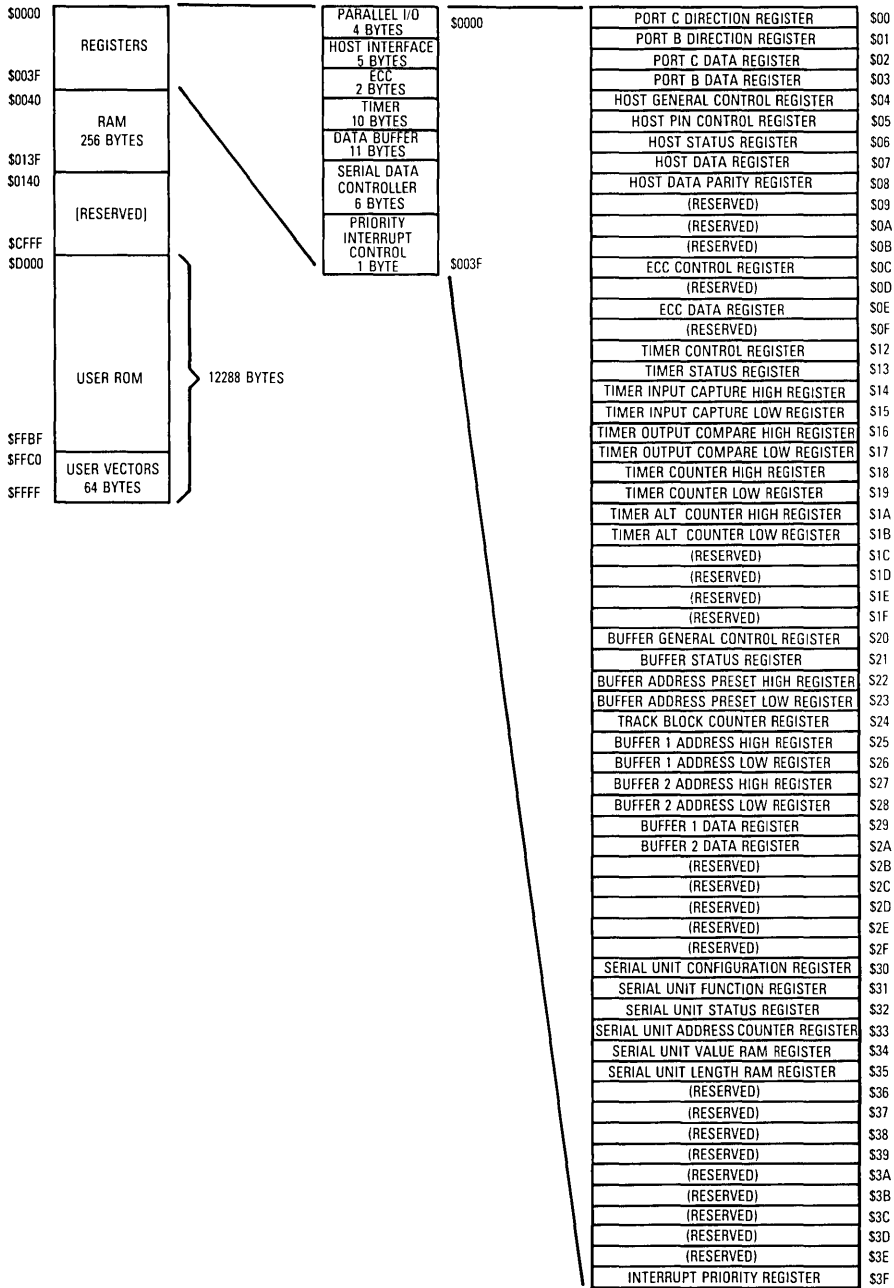 $0000
REGISTERS
$003F
$0040
RAM
256 BYTES
$013F
$0140
(RESERVED)
$CFFF
$D000
USER ROM
12288 BYTES
$FFBF
$FFC0
USER VECTORS
64 BYTES
$FFFF
PARALLEL I/O
4 BYTES
HOST INTERFACE
5 BYTES
ECC
2 BYTES
TIMER
10 BYTES
DATA BUFFER
11 BYTES
SERIAL DATA
CONTROLLER
6 BYTES
PRIORITY
INTERRUPT
CONTROL
1 BYTE
$0000
$003F
PORT C DIRECTION REGISTER $00
PORT B DIRECTION REGISTER $01
PORT C DATA REGISTER $02
PORT B DATA REGISTER $03
HOST GENERAL CONTROL REGISTER $04
HOST PIN CONTROL REGISTER $05
HOST STATUS REGISTER $06
HOST DATA REGISTER $07
HOST DATA PARITY REGISTER $08
(RESERVED) $09
(RESERVED) $0A
(RESERVED) $0B
ECC CONTROL REGISTER $0C
(RESERVED) $0D
ECC DATA REGISTER $0E
(RESERVED) $0F
TIMER CONTROL REGISTER $12
TIMER STATUS REGISTER $13
TIMER INPUT CAPTURE HIGH REGISTER $14
TIMER INPUT CAPTURE LOW REGISTER $15
TIMER OUTPUT COMPARE HIGH REGISTER $16
TIMER OUTPUT COMPARE LOW REGISTER $17
TIMER COUNTER HIGH REGISTER $18
TIMER COUNTER LOW REGISTER $19
TIMER ALT COUNTER HIGH REGISTER $1A
TIMER ALT COUNTER LOW REGISTER $1B
(RESERVED) $1C
(RESERVED) $1D
(RESERVED) $1E
(RESERVED) $1F
BUFFER GENERAL CONTROL REGISTER $20
BUFFER STATUS REGISTER $21
BUFFER ADDRESS PRESET HIGH REGISTER $22
BUFFER ADDRESS PRESET LOW REGISTER $23
TRACK BLOCK COUNTER REGISTER $24
BUFFER 1 ADDRESS HIGH REGISTER $25
BUFFER 1 ADDRESS LOW REGISTER $26
BUFFER 2 ADDRESS HIGH REGISTER $27
BUFFER 2 ADDRESS LOW REGISTER $28
BUFFER 1 DATA REGISTER $29
BUFFER 2 DATA REGISTER $2A
(RESERVED) $2B
(RESERVED) $2C
(RESERVED) $2D
(RESERVED) $2E
(RESERVED) $2F
SERIAL UNIT CONFIGURATION REGISTER $30
SERIAL UNIT FUNCTION REGISTER $31
SERIAL UNIT STATUS REGISTER $32
SERIAL UNIT ADDRESS COUNTER REGISTER $33
SERIAL UNIT VALUE RAM REGISTER $34
SERIAL UNIT LENGTH RAM REGISTER $35
(RESERVED) $36
(RESERVED) $37
(RESERVED) $38
(RESERVED) $39
(RESERVED) $3A
(RESERVED) $3B
(RESERVED) $3C
(RESERVED) $3D
(RESERVED) $3E
INTERRUPT PRIORITY REGISTER $3F